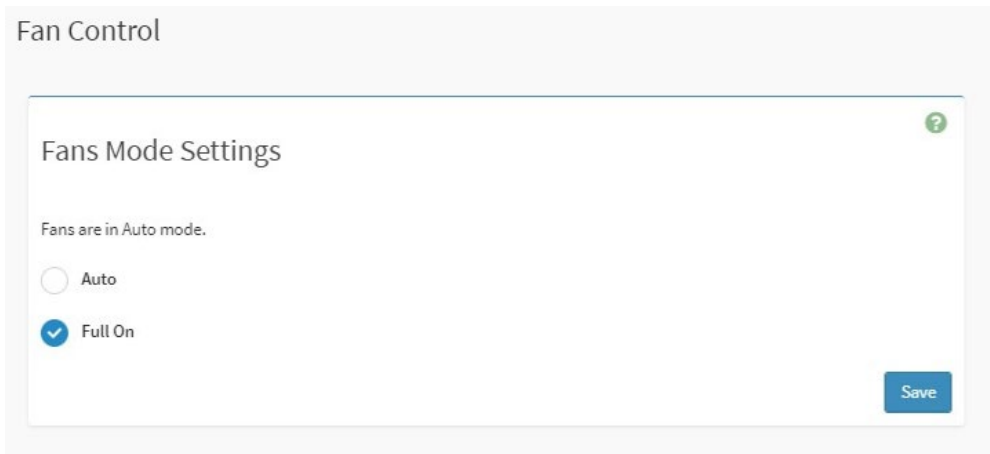 Fan Control
Fans Mode Settings
Fans are in Auto mode.
Auto
Full On
Save